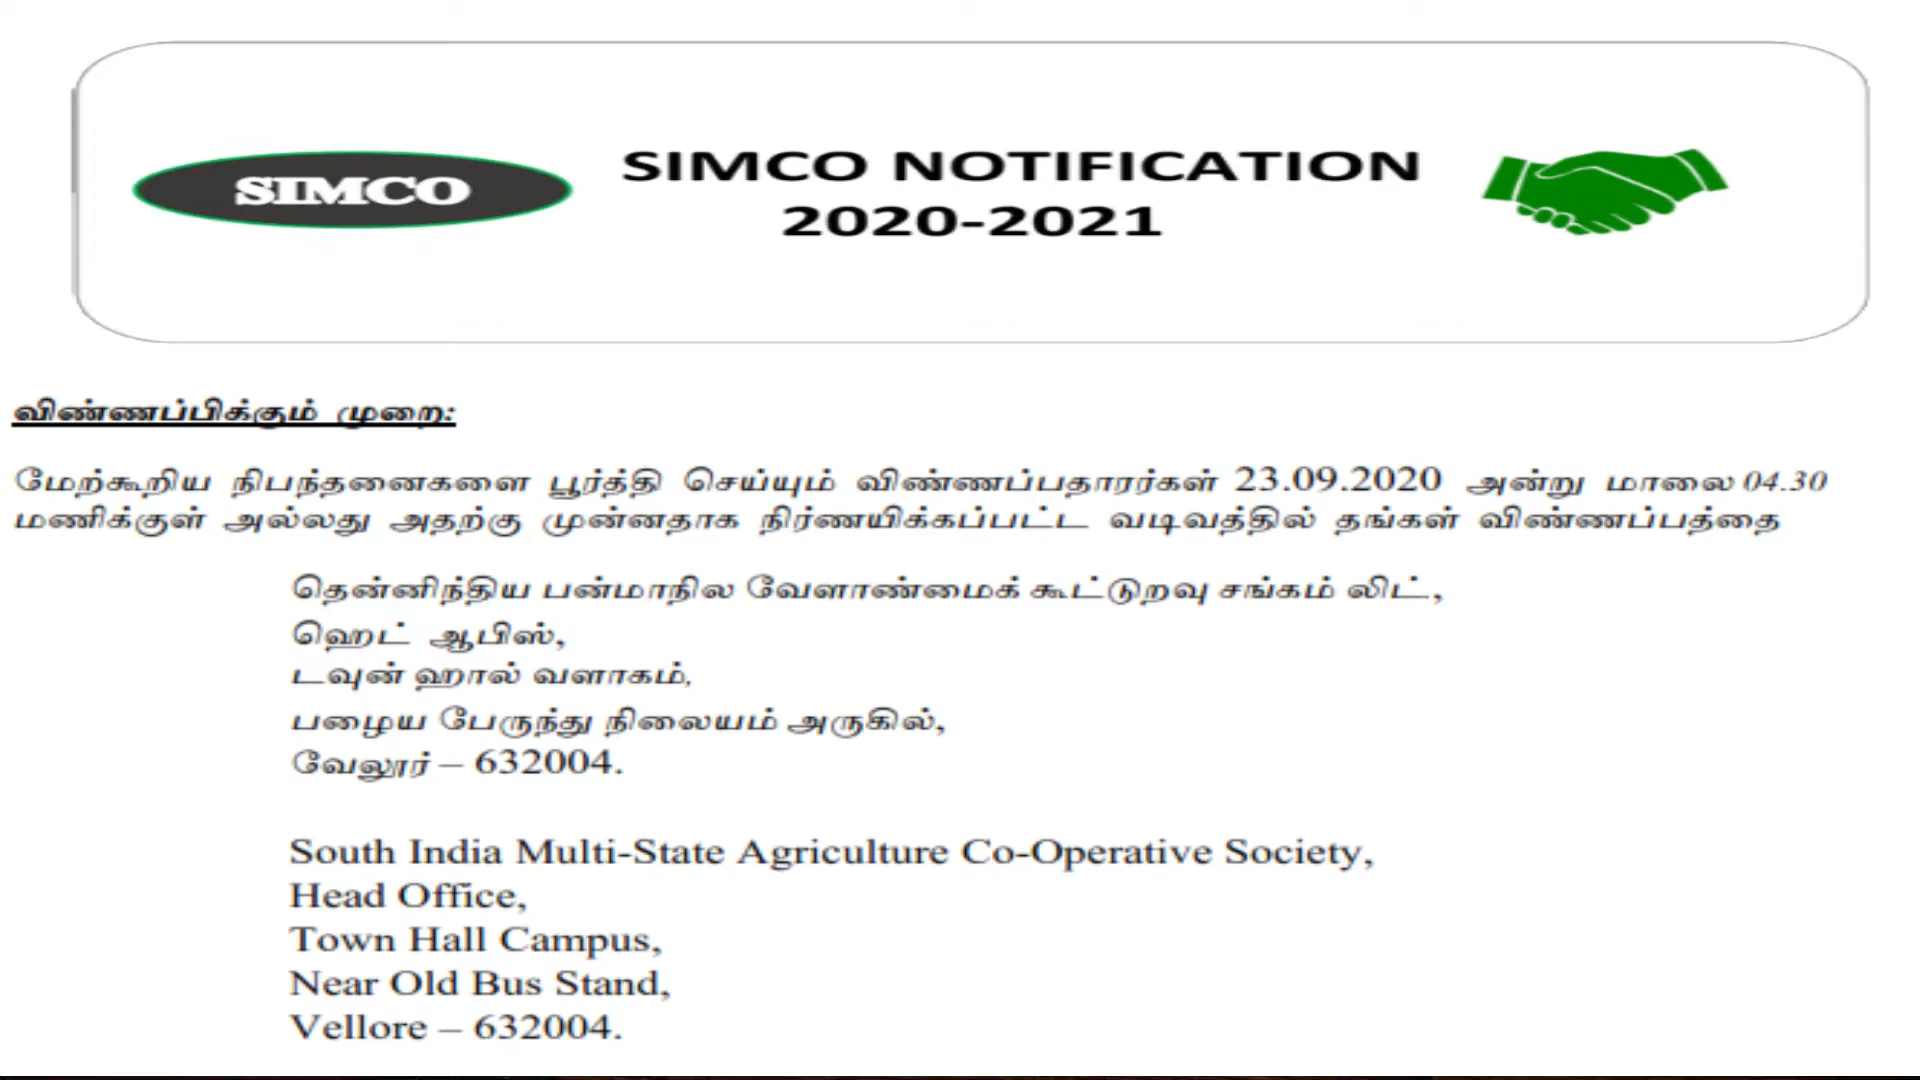 SIMCO
SIMCO NOTIFICATION
2020-2021
விண்ணப்பிக்கும் முறை:
மேற்கூறிய நிபந்தனைகளை பூர்த்தி செய்யும் விண்ணப்பதாரர்கள் 23.09.2020 அன்று மாலை 04.30
மணிக்குள் அல்லது அதற்கு முன்னதாக நிர்ணயிக்கப்பட்ட வடிவத்தில் தங்கள் விண்ணப்பத்தை
தென்னிந்திய பன்மாநில வேளாண்மைக் கூட்டுறவு சங்கம் லிட்.,
ஹெட் ஆபிஸ்,
டவுன் ஹால் வளாகம்,
பழைய பேருந்து நிலையம் அருகில்,
வேலூர் – 632004.
South India Multi-State Agriculture Co-Operative Society,
Head Office,
Town Hall Campus,
Near Old Bus Stand,
Vellore – 632004.